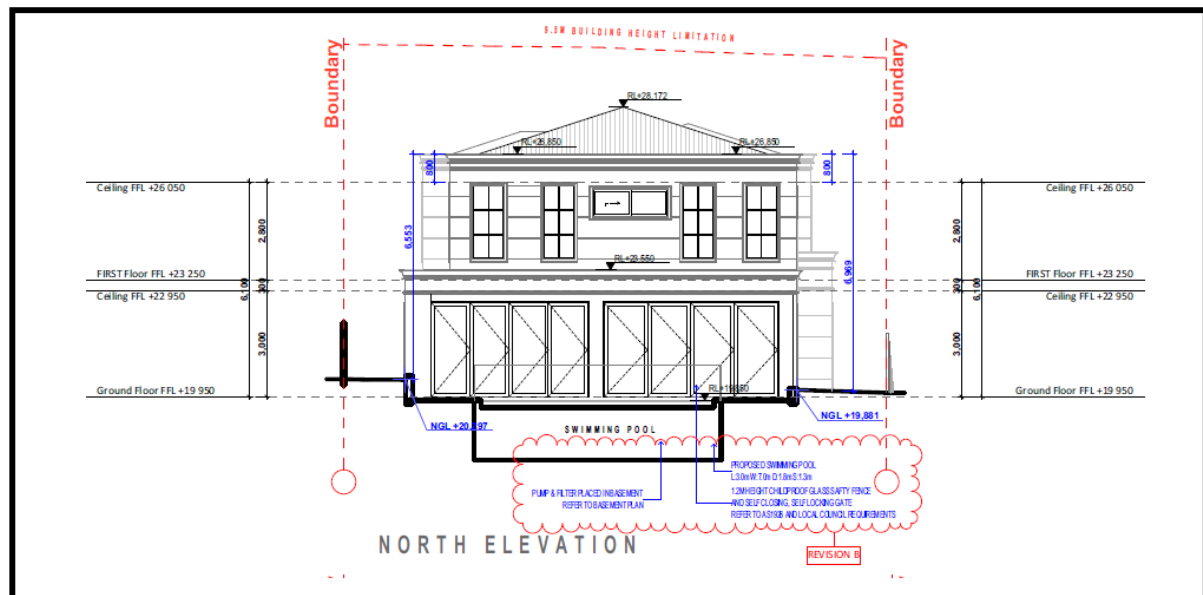 9.5M BUILDING HEIGHT LIMITATION
Boundary
Boundary
RL+28.172
RL+26.850
RL+26.850
800
800
Ceiling FFL +26 050
Ceiling FFL +26 050
2,800
2,800
6,553
6,969
RL+23.550
FIRST Floor FFL +23 250
FIRST Floor FFL +23 250
300
300
6,100
6,100
Ceiling FFL +22 950
Ceiling FFL +22 950
3,000
3,000
Ground Floor FFL +19 950
Ground Floor FFL +19 950
NGL
NGL +19,881
SWIMMING POOL
PROPOSED SWIMMING POOL
PUMP & FILTER PLACED IN BASEMENT
REFER TO BASEMENT PLAN
1.2M HEIGHT CHILDPROOF GLASS SAFTY FENCE
AND SELF CLOSING, SELF LOCKING GATE
REFER TO AS1926 AND LOCAL COUNCIL REQUIREMENTS
NORTH ELEVATION
REVISION B